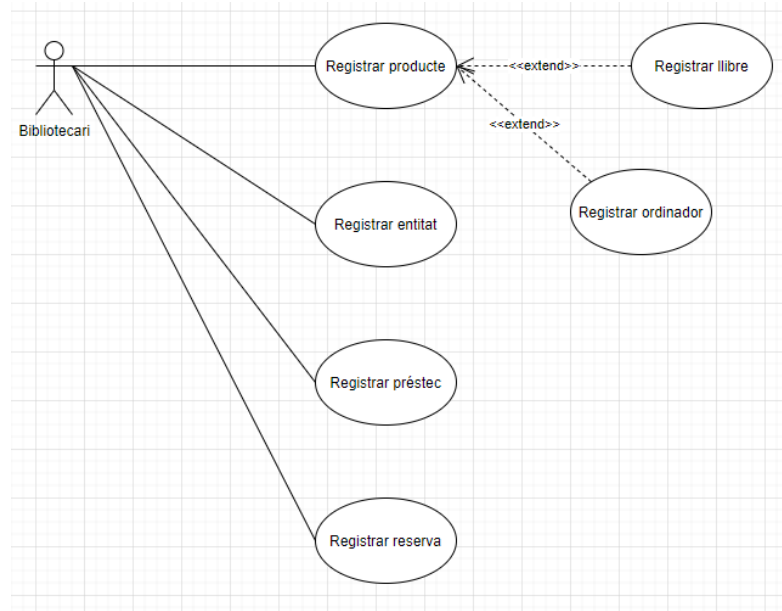 Registrar producte
<<extend>>
Registrar llibre
<<extend>>
Bibliotecari
Registrar ordinador
Registrar entitat
Registrar préstec
Registrar reserva